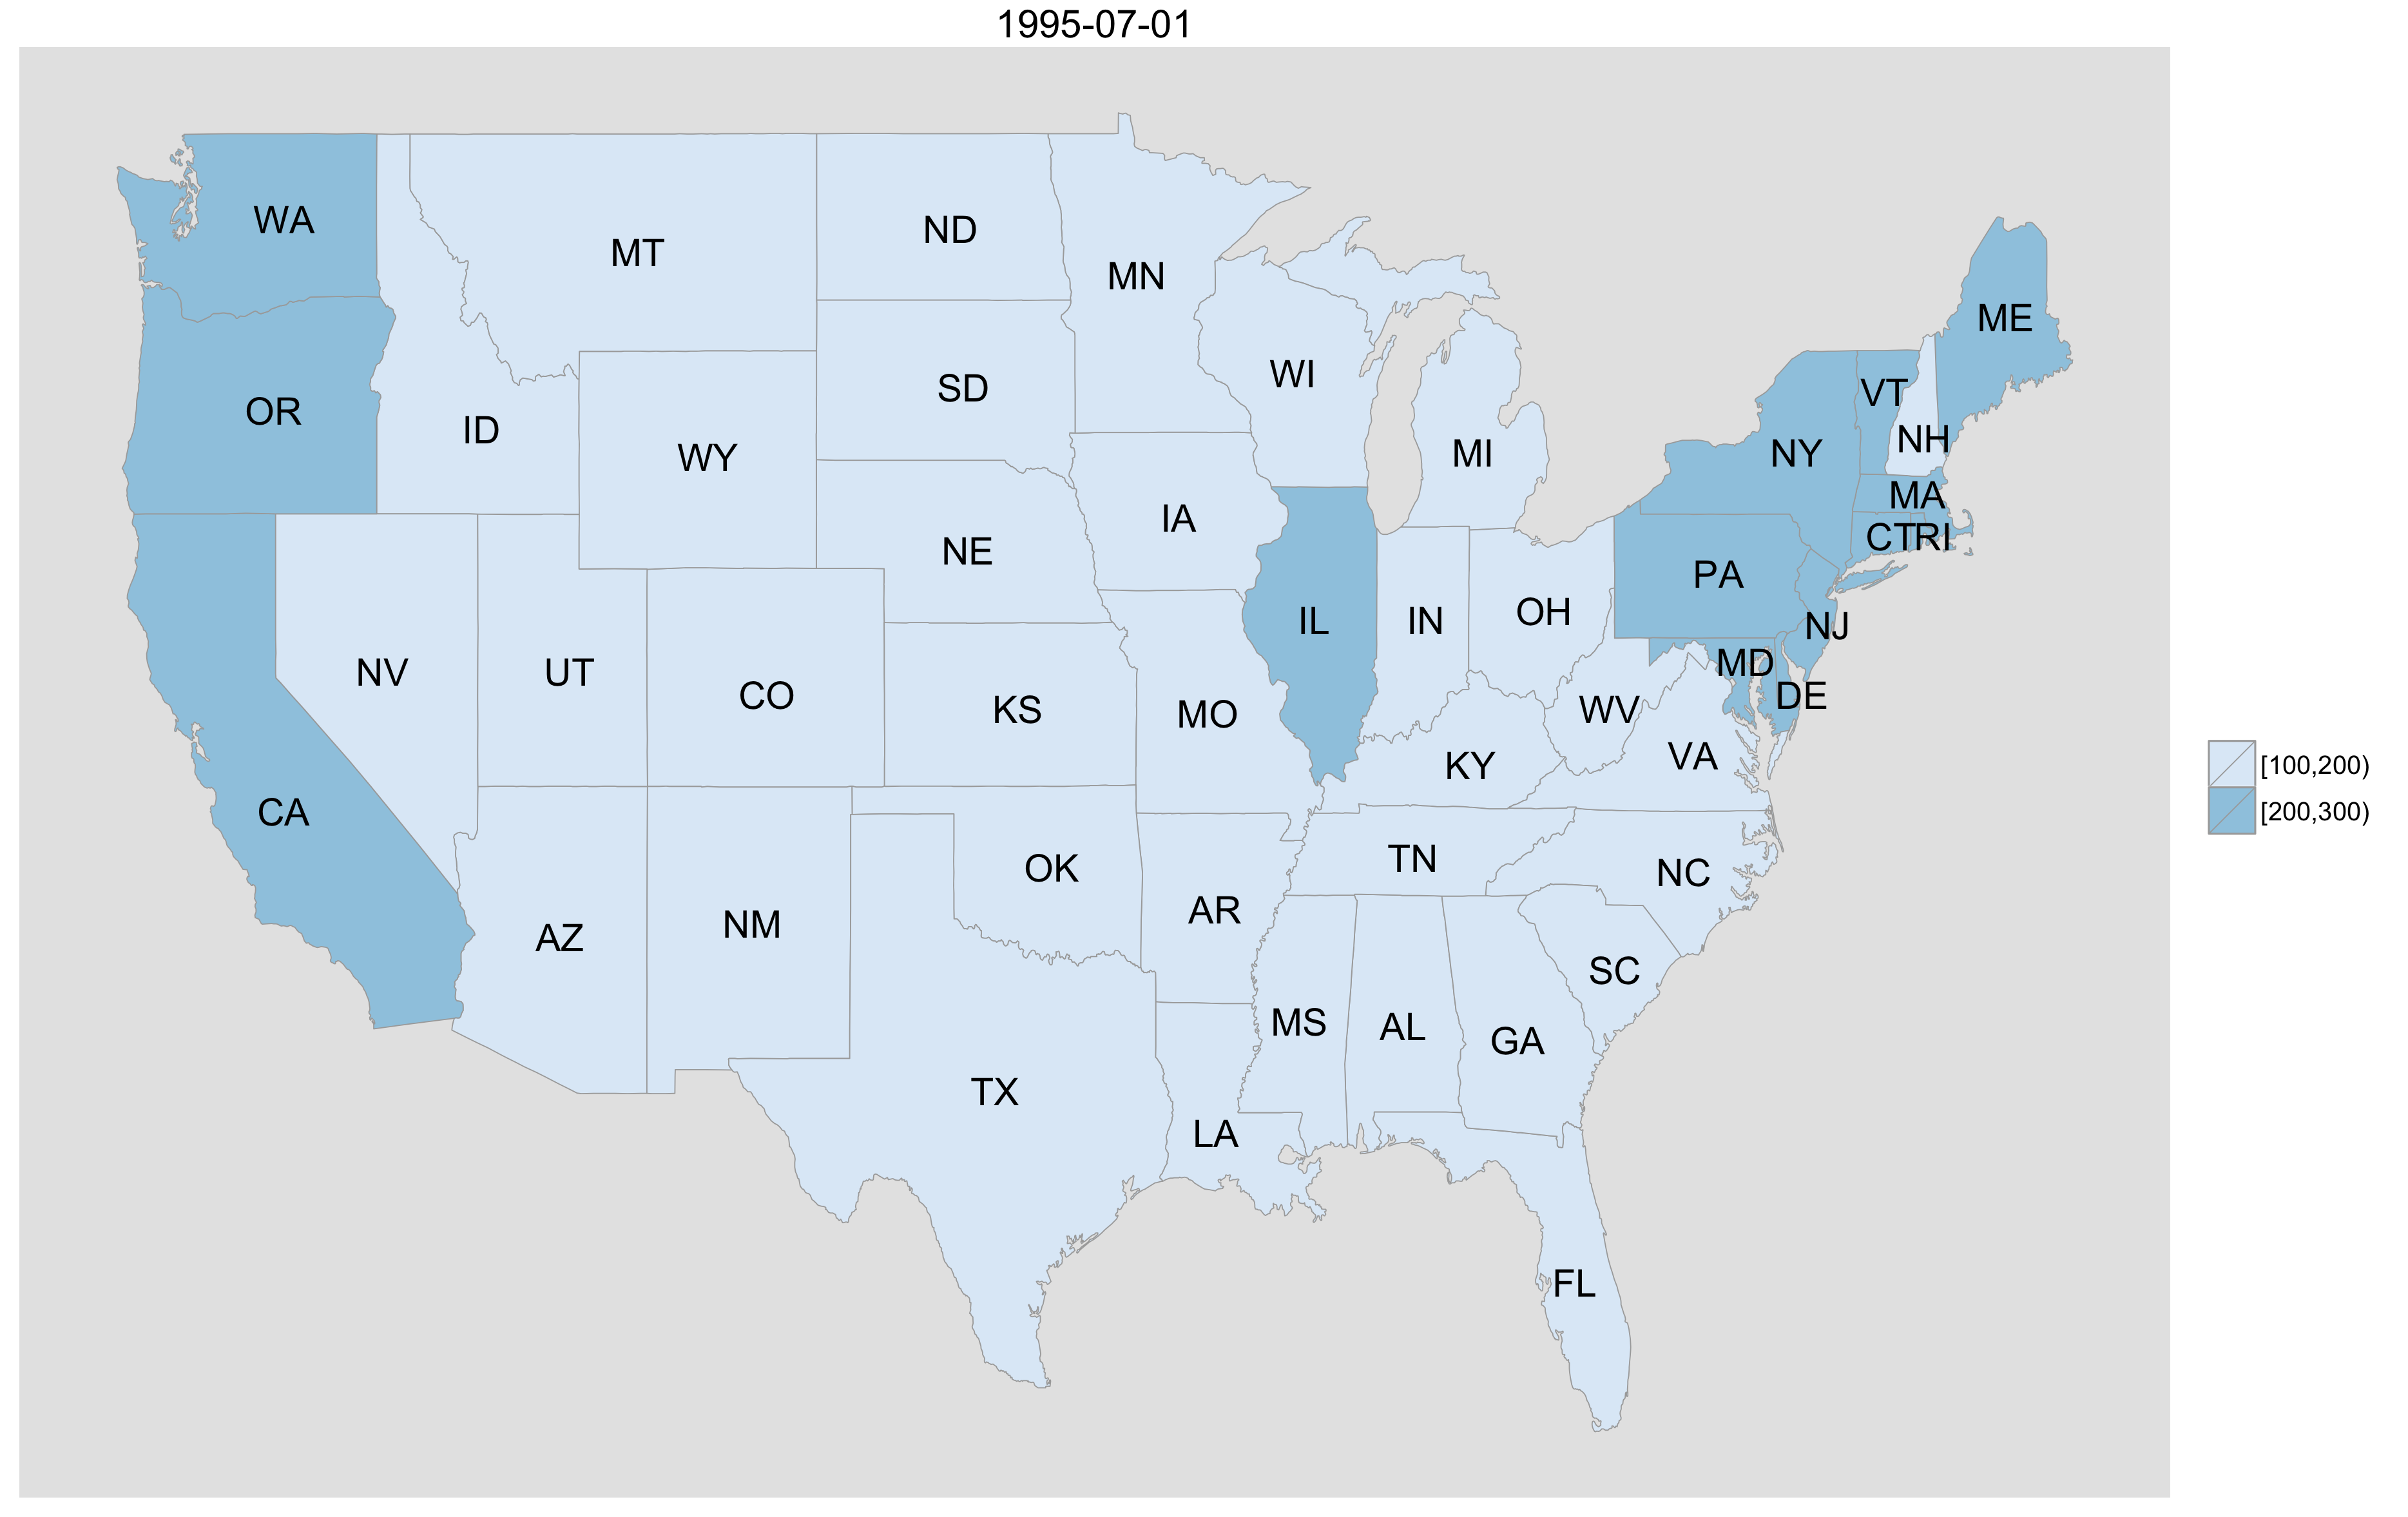 1995-07-01
WA
MT
ND
MN
ME
OR
ID
WY
SD
WI
MI
VT
NH
NY
MA
CT
RI
IA
NE
PA
NV
UT
CO
KS
MO
IL
IN
OH
NJ
MD
DE
WV
VA
KY
[100,200)
[200,300)
CA
AZ
NM
OK
AR
TN
NC
SC
MS
AL
GA
TX
LA
FL